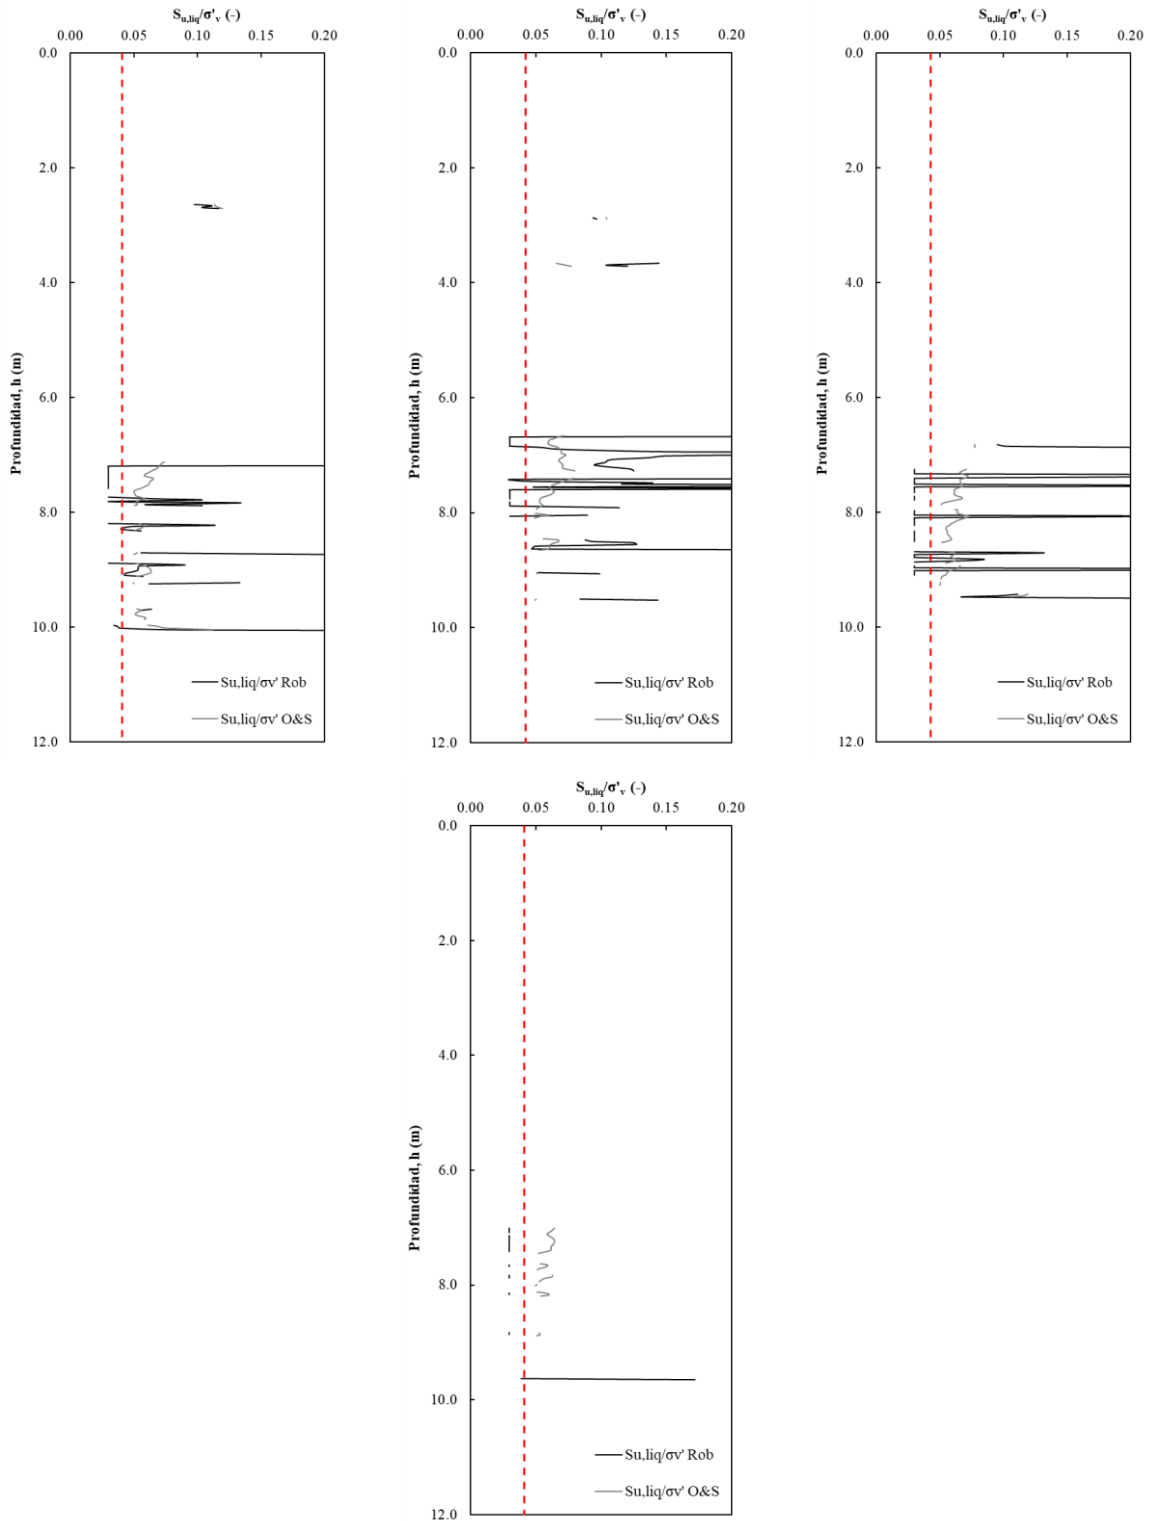 Su,liq/σ'v (-)
0.00 0.05 0.10 0.15 0.20
0.0
2.0
4.0
6.0
8.0
10.0
12.0
Profundidad, h (m)
Su,liq/σv' Rob
Su,liq/σv' O&S
Su,liq/σ'v (-)
0.00 0.05 0.10 0.15 0.20
0.0
2.0
4.0
6.0
8.0
10.0
12.0
Profundidad, h (m)
Su,liq/σv' Rob
Su,liq/σv' O&S
Su,liq/σ'v (-)
0.00 0.05 0.10 0.15 0.20
0.0
2.0
4.0
6.0
8.0
10.0
12.0
Profundidad, h (m)
Su,liq/σv' Rob
Su,liq/σv' O&S
Su,liq/σ'v (-)
0.00 0.05 0.10 0.15 0.20
0.0
2.0
4.0
6.0
8.0
10.0
12.0
Profundidad, h (m)
Su,liq/σv' Rob
Su,liq/σv' O&S